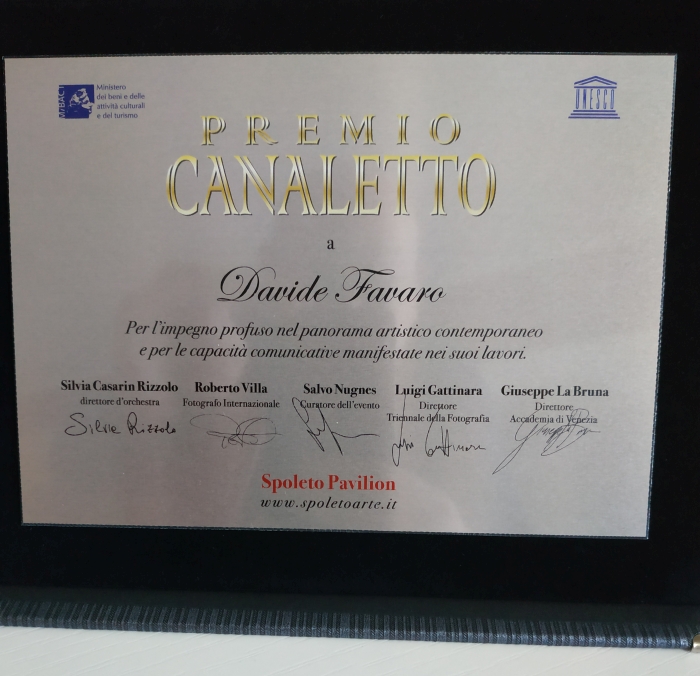 MiBACT
Ministero
dei beni e delle
attività culturali
e del turismo
UNESCO
PREMIO
CANALETTO
a
Davide Favaro
Per l'impegno profuso nel panorama artistico contemporaneo
e per le capacità comunicative manifestate nei suoi lavori.
Silvia Casarin Rizzolo
direttore d'orchestra
Silvia Rizzolo
Roberto Villa
Fotografo Internazionale
Salvo Nugnes
Curatore dell'evento
Luigi Gattinara
Direttore
Triennale della Fotografia
Giuseppe La Bruna
Direttore
Accademia di Venezia
Spoleto Pavilion
www.spoletoarte.it